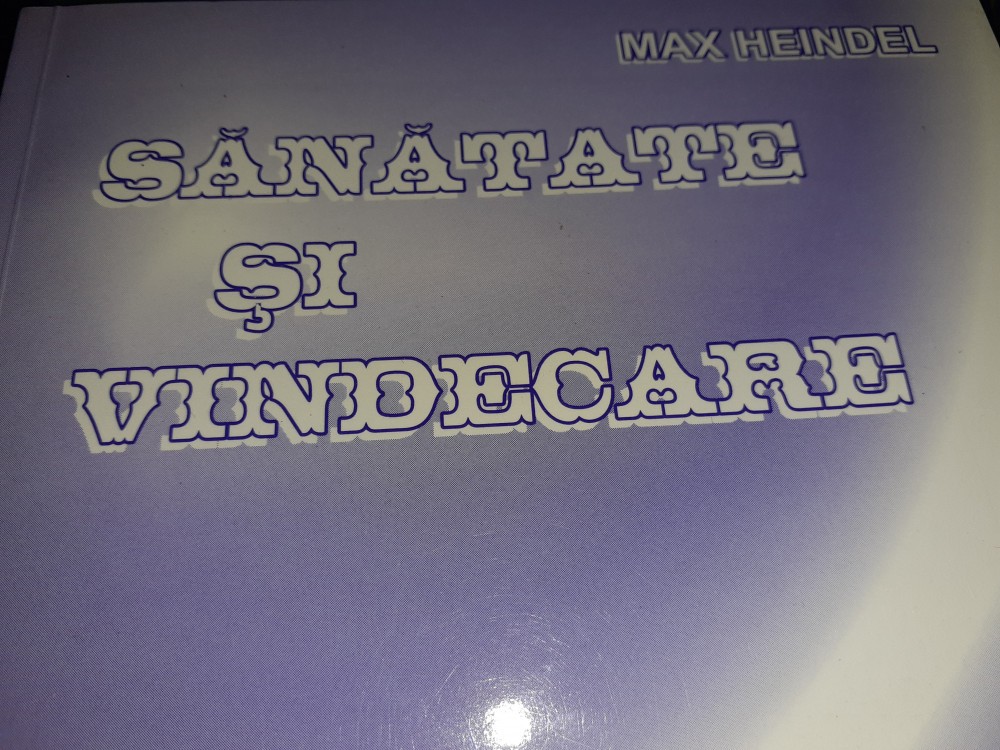 MAX HEINDEL
SĂNĂTATE
ŞI
VINDECARE